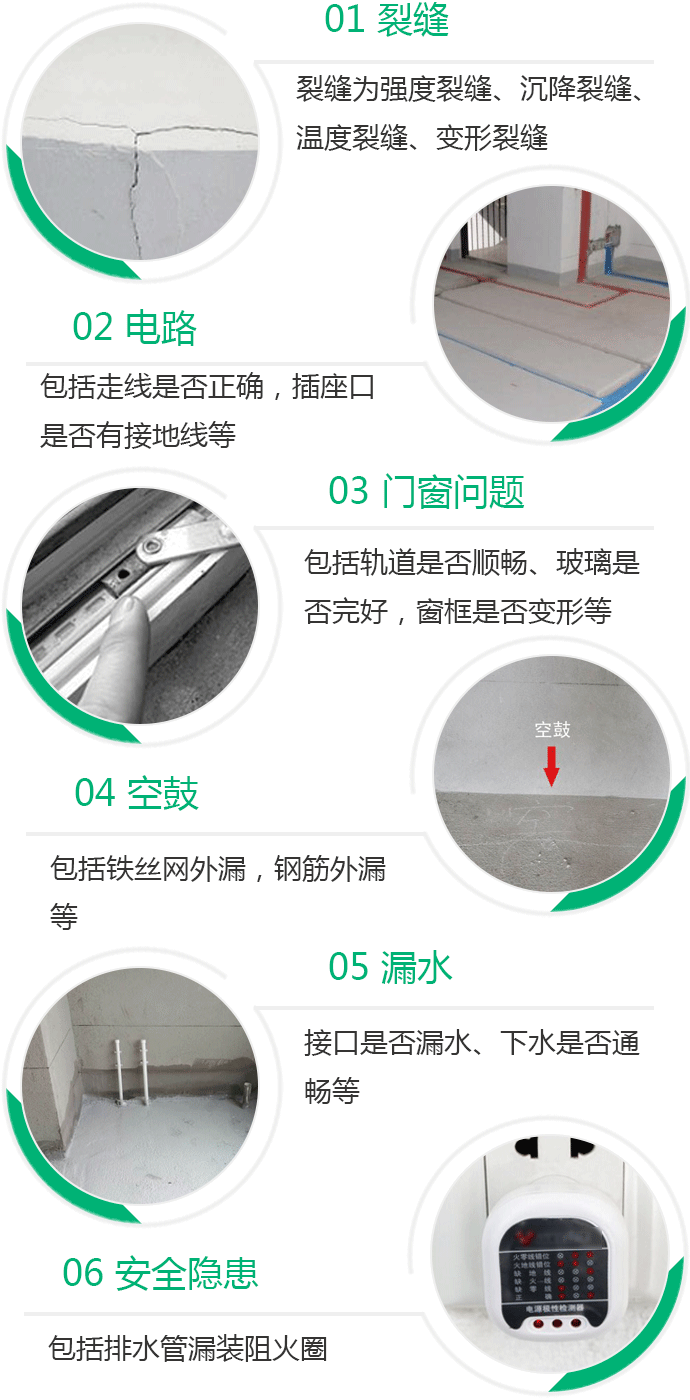 01 裂缝
裂缝为强度裂缝、沉降裂缝、
温度裂缝、变形裂缝
02 电路
包括走线是否正确，插座口
是否有接地线等
03 门窗问题
包括轨道是否顺畅、玻璃是
否完好，窗框是否变形等
空鼓
04 空鼓
包括铁丝网外漏，钢筋外漏
等
05 漏水
接口是否漏水、下水是否通
畅等
火零线错位
火地线错位
缺地线
缺火线
缺零线
正确
电源极性检测器
06 安全隐患
包括排水管漏装阻火圈